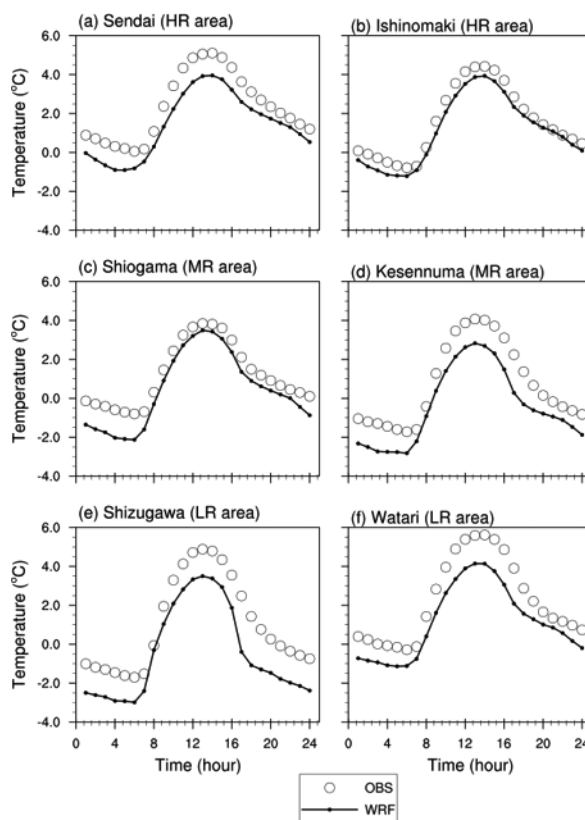 (a) Sendai (HR area)
(b) Ishinomaki (HR area)
6.0
4.0
2.0
0.0
-2.0
-4.0
Temperature (°C)
(c) Shiogama (MR area)
(d) Kesennuma (MR area)
6.0
4.0
2.0
0.0
-2.0
-4.0
Temperature (°C)
(e) Shizugawa (LR area)
(f) Watari (LR area)
6.0
4.0
2.0
0.0
-2.0
-4.0
Temperature (°C)
0 4 8 12 16 20 24 0 4 8 12 16 20 24
Time (hour) Time (hour)
OBS
WRF